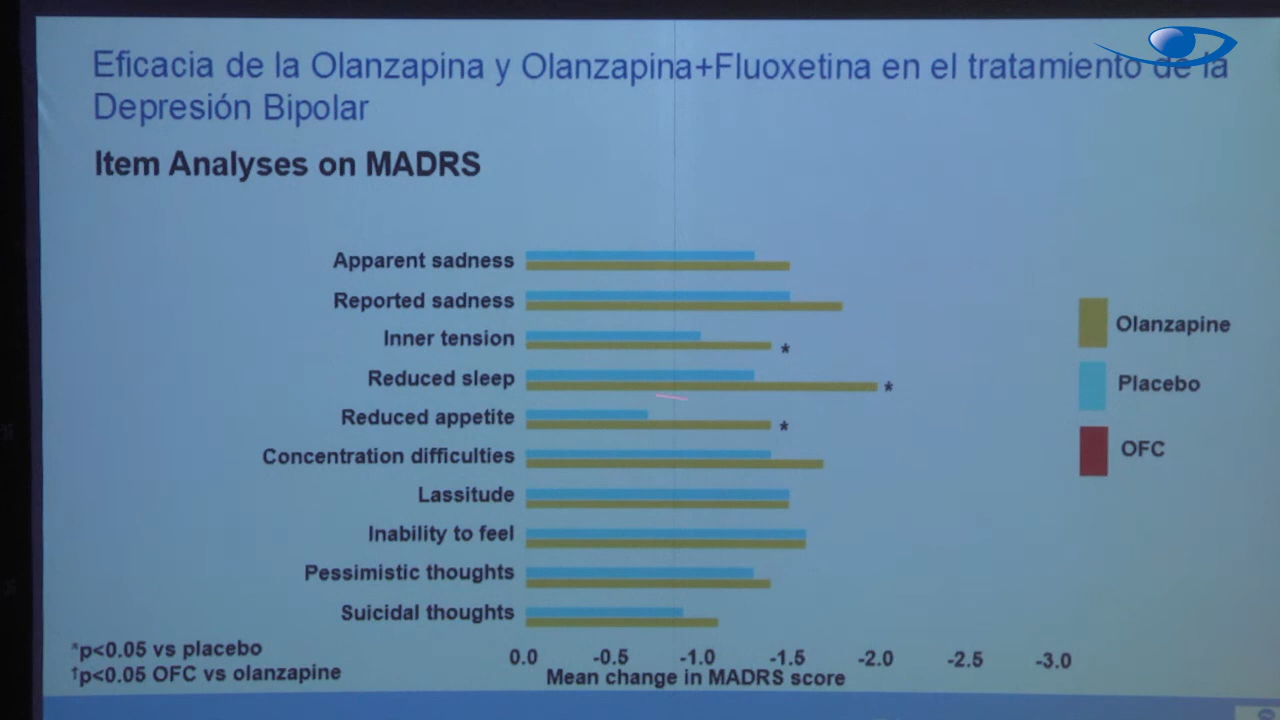 Eficacia de la Olanzapina y Olanzapina+Fluoxetina en el tratamiento de la
Depresión Bipolar
Item Analyses on MADRS
Apparent sadness
Reported sadness
Inner tension
*
Reduced sleep
*
Reduced appetite
*
Concentration difficulties
Lassitude
Inability to feel
Pessimistic thoughts
Suicidal thoughts
Olanzapine
Placebo
OFC
*p<0.05 vs placebo
†p<0.05 OFC vs olanzapine
0.0 -0.5 -1.0 -1.5 -2.0 -2.5 -3.0
Mean change in MADRS score